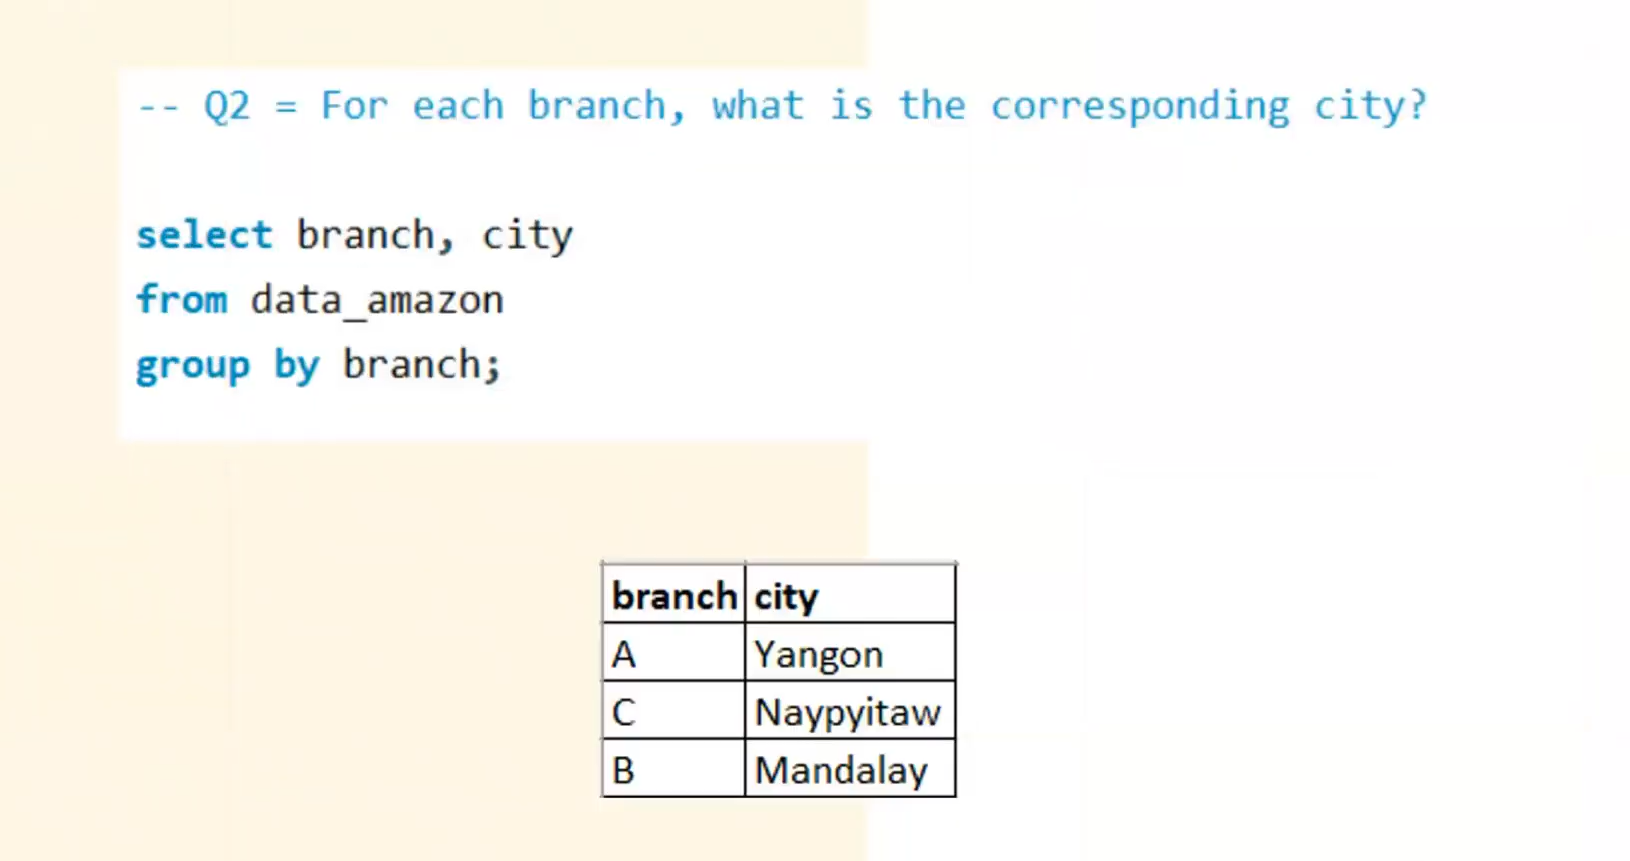 -- Q2 = For each branch, what is the corresponding city?
select branch, city
from data_amazon
group by branch;
branch city
A Yangon
C Naypyitaw
B Mandalay